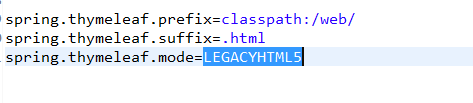 spring.thymeleaf.prefix=classpath:/web/
spring.thymeleaf.suffix=.html
spring.thymeleaf.mode=LEGACYHTML5